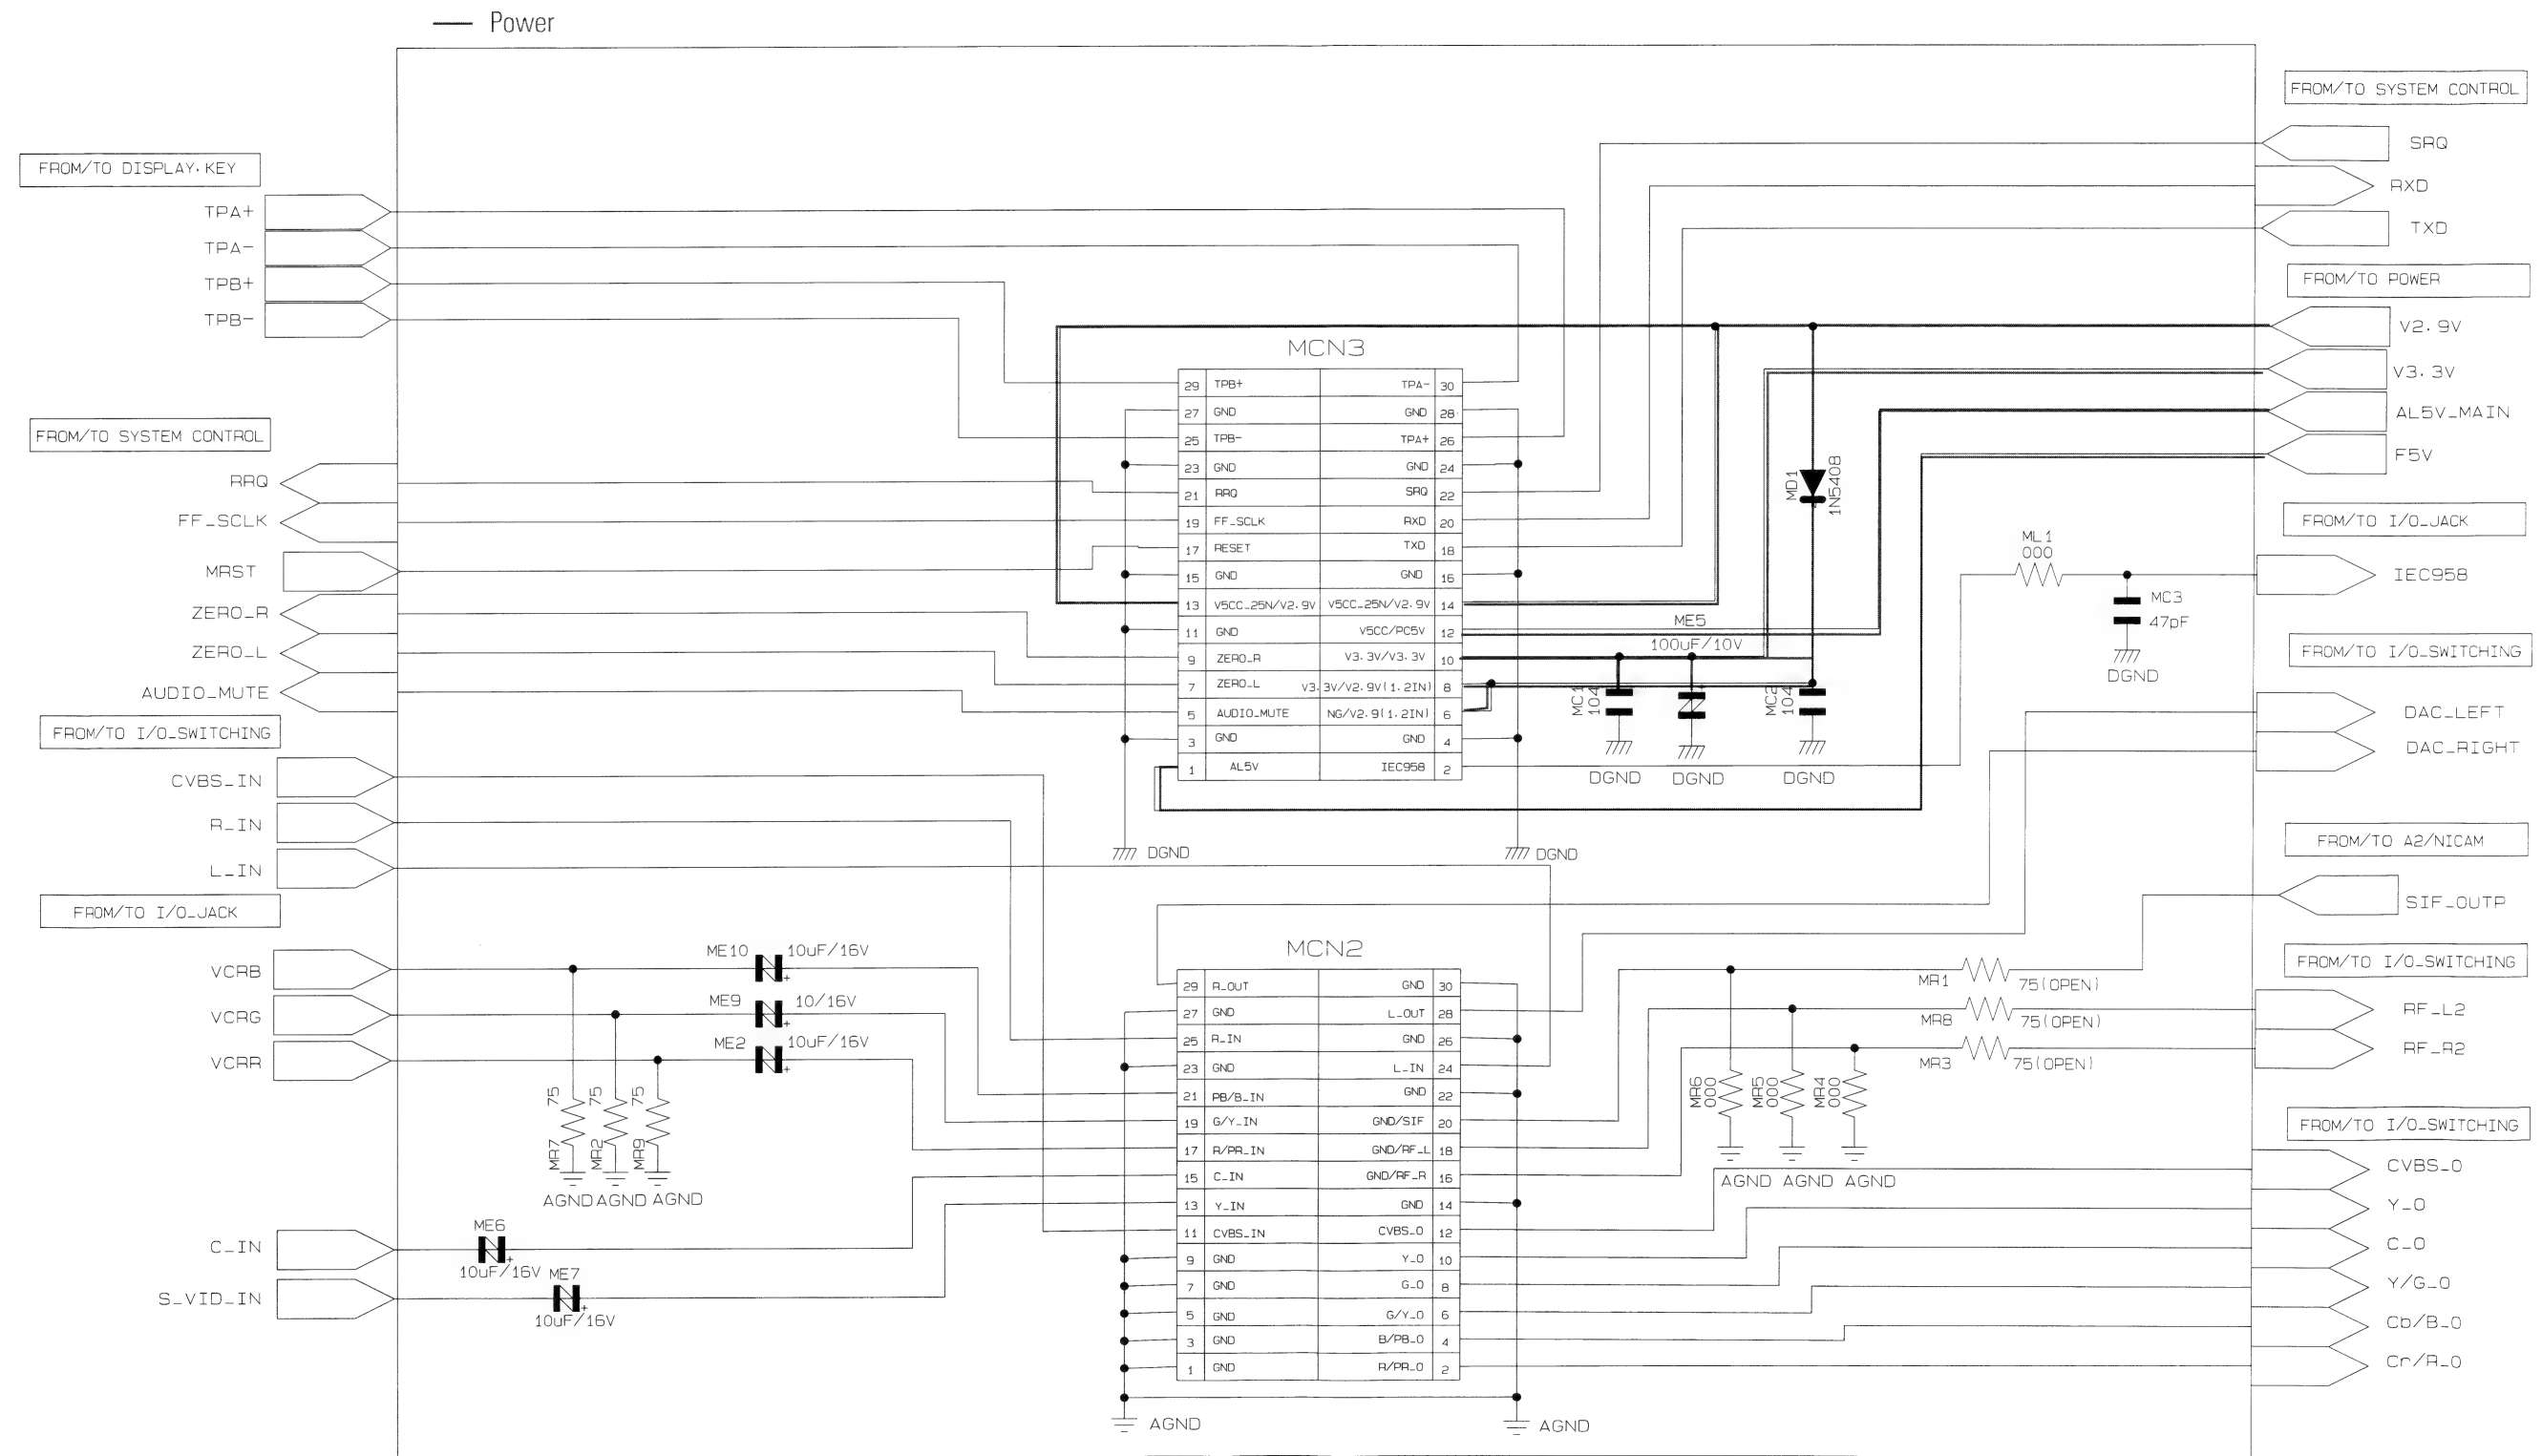 Power
FROM/TO DISPLAY·KEY
TPA+
TPA-
TPB+
TPB-
FROM/TO SYSTEM CONTROL
RRQ
FF_SCLK
MRST
ZERO_R
ZERO_L
AUDIO_MUTE
FROM/TO I/O_SWITCHING
CVBS_IN
R_IN
L_IN
FROM/TO I/O_JACK
VCRB
VCRG
VCRR
C_IN
S_VID_IN
ME10 10uF/16V
+
ME9 10/16V
+
ME2 10uF/16V
+
75 75 75
MR7 MR2 MR9
AGND AGND AGND
ME6
+
10uF/16V
ME7
+
10uF/16V
MCN3
29 TPB+ TPA- 30
27 GND GND 28
25 TPB- TPA+ 26
23 GND GND 24
21 RRQ SRQ 22
19 FF_SCLK RXD 20
17 RESET TXD 18
15 GND GND 16
13 V5CC_25N/V2.9V V5CC_25N/V2.9V 14
11 GND V5CC/PC5V 12
9 ZERO_R V3.3V/V3.3V 10
7 ZERO_L V3.3V/V2.9V(1.2IN) 8
5 AUDIO_MUTE NG/V2.9(1.2IN) 6
3 GND GND 4
1 AL5V IEC958 2
DGND DGND
MD1
1N5408
ME5
100uF/10V
+
MC1
104
MC2
104
DGND DGND DGND
ML1
000
MC3
47pF
DGND
MCN2
29 R_OUT GND 30
27 GND L_OUT 28
25 R_IN GND 26
23 GND L_IN 24
21 PB/B_IN GND 22
19 G/Y_IN GND/SIF 20
17 R/PR_IN GND/RF_L 18
15 C_IN GND/RF_R 16
13 Y_IN GND 14
11 CVBS_IN CVBS_O 12
9 GND Y_O 10
7 GND G_O 8
5 GND G/Y_O 6
3 GND B/PB_O 4
1 GND R/PR_O 2
AGND AGND
MR1 75(OPEN)
MR8 75(OPEN)
MR3 75(OPEN)
MR6
000
MR5
000
MR4
000
AGND AGND AGND
FROM/TO SYSTEM CONTROL
SRQ
RXD
TXD
FROM/TO POWER
V2.9V
V3.3V
AL5V_MAIN
F5V
FROM/TO I/O_JACK
IEC958
FROM/TO I/O_SWITCHING
DAC_LEFT
DAC_RIGHT
FROM/TO A2/NICAM
SIF_OUTP
FROM/TO I/O_SWITCHING
RF_L2
RF_R2
FROM/TO I/O_SWITCHING
CVBS_O
Y_O
C_O
Y/G_O
Cb/B_O
Cr/R_O